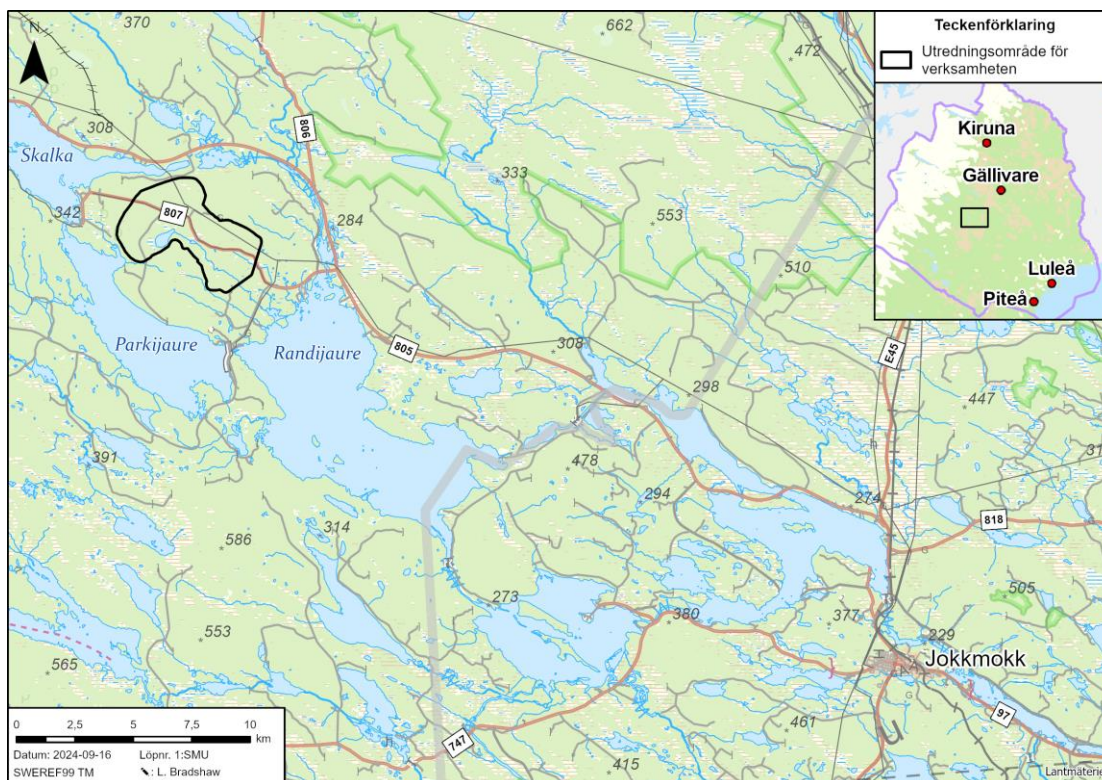 N
370
662
472
Teckenförklaring
Utredningsområde för
verksamheten
Kiruna
Gällivare
Luleå
Piteå
308
806
Skalka
333
342
807
284
553
510
Parkijaure
Randijaure
805
308
E45
298
447
391
478
31
294
274
818
586
314
273
380
377
505
553
229
565
Jokkmokk
97
461
747
415
0 2,5 5 7,5 10
km
Datum: 2024-09-16 Löpnr. 1:SMU
SWEREF99 TM : L. Bradshaw
Lantmäterie